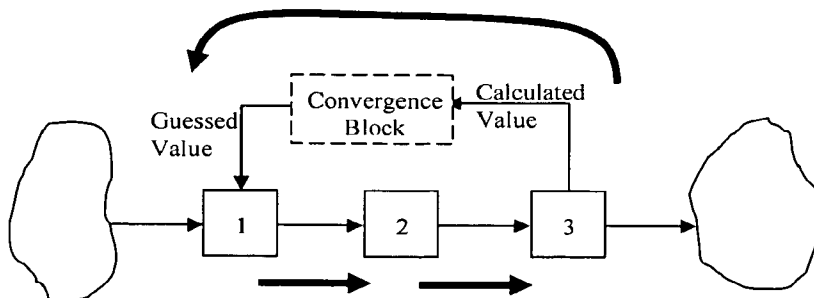 Convergence
Block
Calculated
Value
Guessed
Value
1
2
3